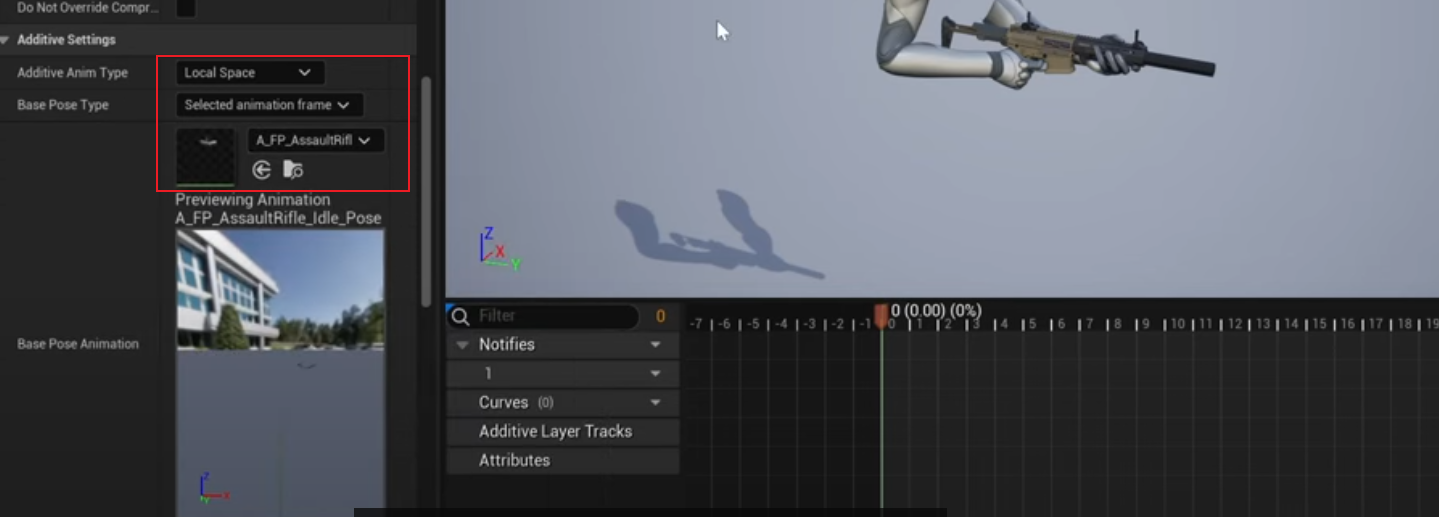 Do Not Override Compr...
Additive Settings
Additive Anim Type
Local Space
Base Pose Type
Selected animation frame
A_FP_AssaultRifl
Previewing Animation
A_FP_AssaultRifle_Idle_Pose
Base Pose Animation
Z
X
Z
X
Y
Filter
0
0 (0.00) (0%)
-7 -6 -5 -4 -3 -2 -1 0 1 2 3 4 5 6 7 8 9 10 11 12 13 14 15 16 17 18 19
Notifies
1
Curves (0)
Additive Layer Tracks
Attributes